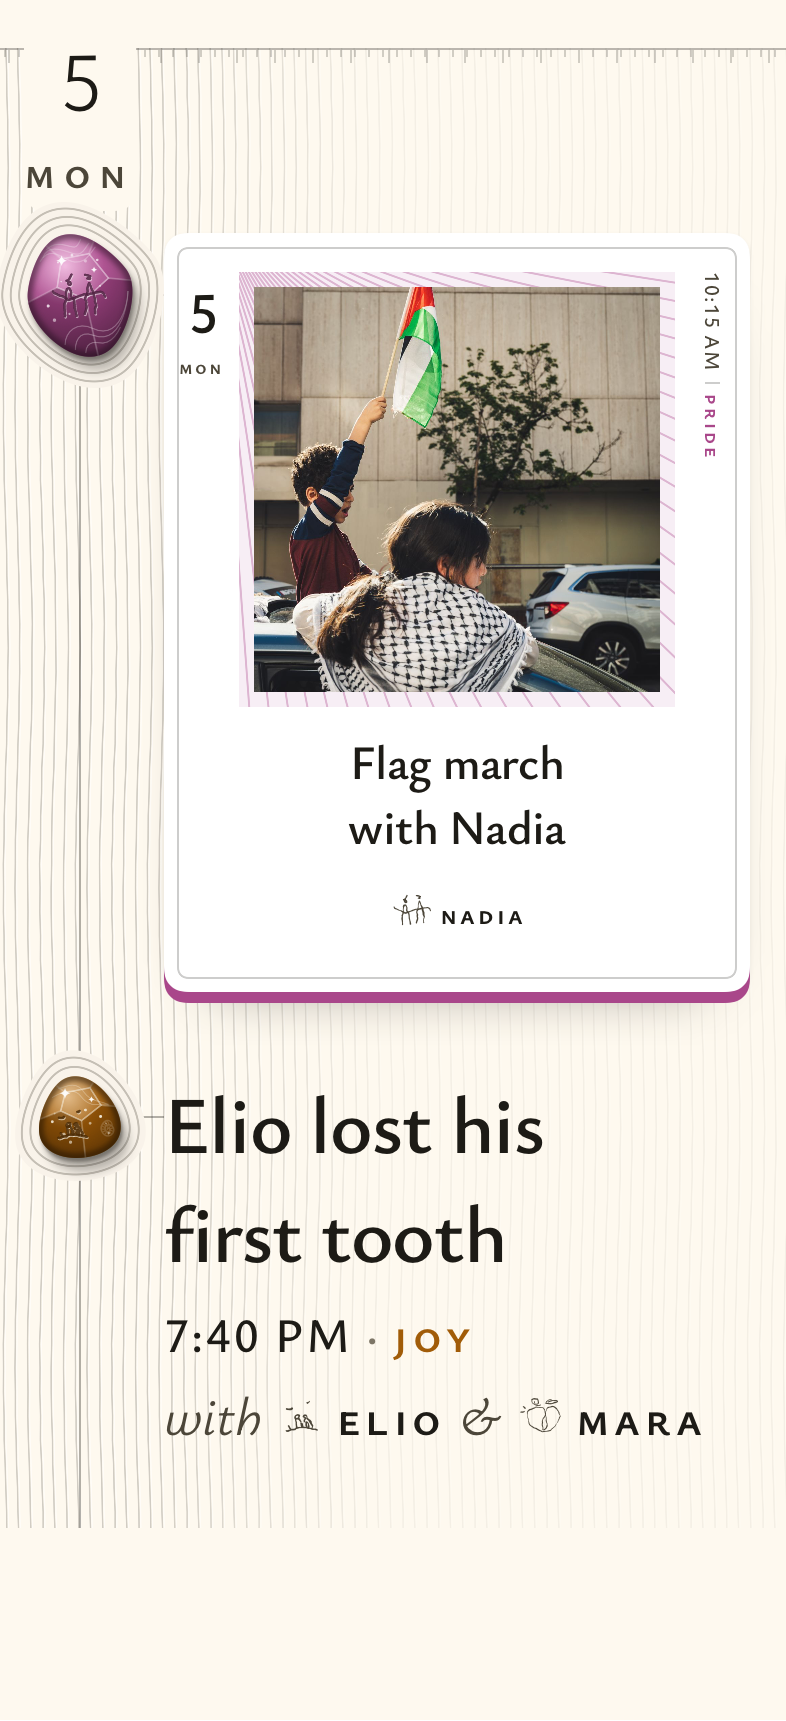 5
MON
5
MON
10:15 AM | PRIDE
Flag march
with Nadia
NADIA
Elio lost his
first tooth
7:40 PM · JOY
with ELIO & MARA